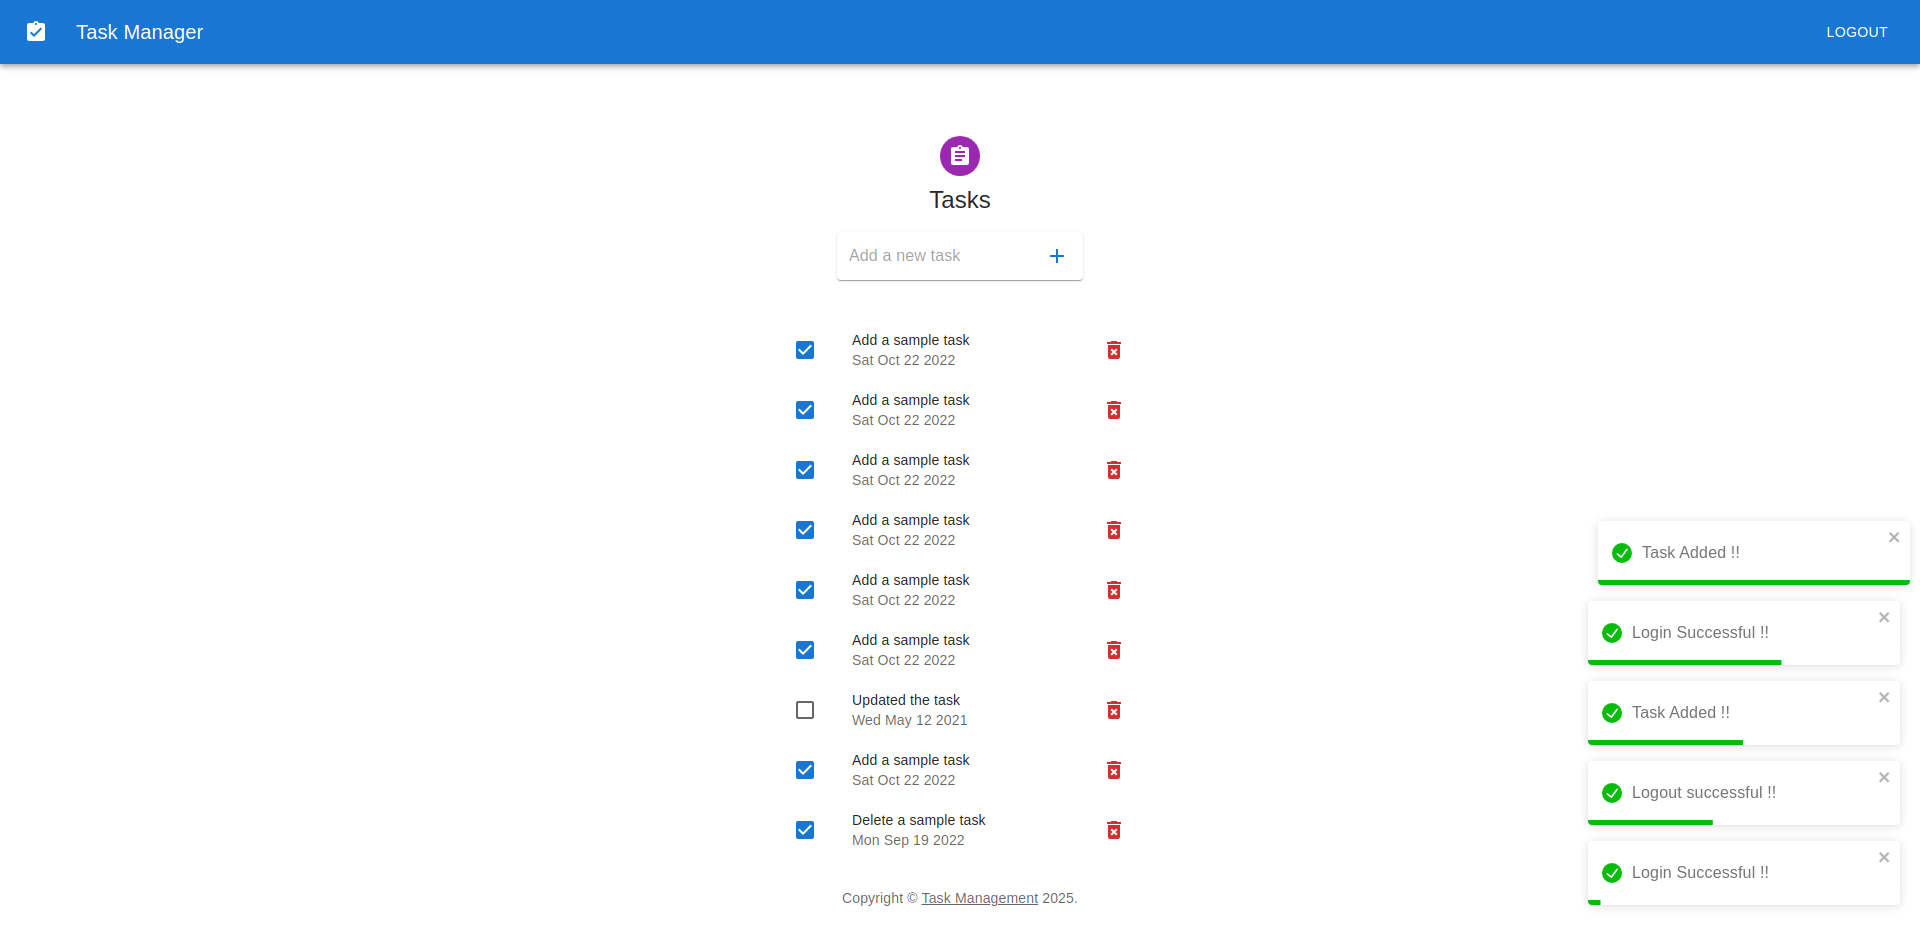 Task Manager
LOGOUT
Tasks
Add a new task
Add a sample task
Sat Oct 22 2022
Add a sample task
Sat Oct 22 2022
Add a sample task
Sat Oct 22 2022
Add a sample task
Sat Oct 22 2022
Add a sample task
Sat Oct 22 2022
Add a sample task
Sat Oct 22 2022
Updated the task
Wed May 12 2021
Add a sample task
Sat Oct 22 2022
Delete a sample task
Mon Sep 19 2022
Copyright © Task Management 2025.
Task Added !!
Login Successful !!
Task Added !!
Logout successful !!
Login Successful !!